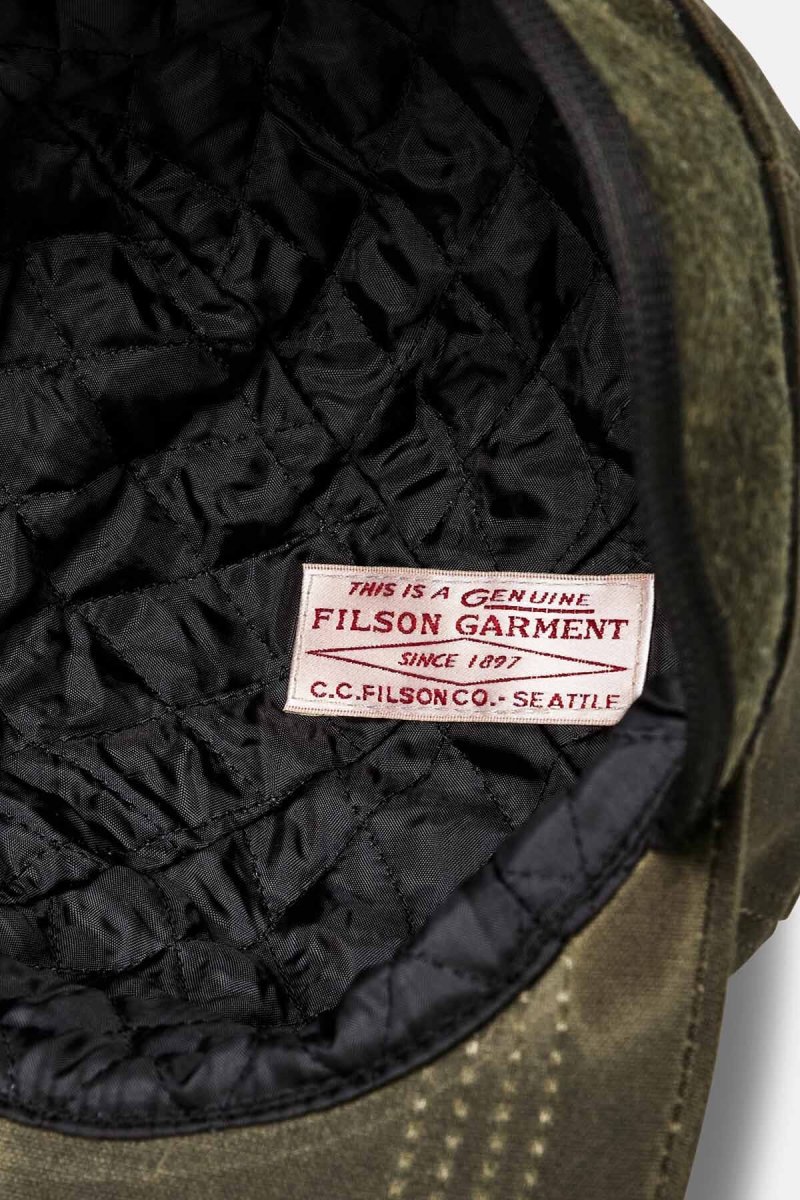 THIS IS A GENUINE
FILSON GARMENT
SINCE 1897
C.C.FILSON CO.- SEATTLE